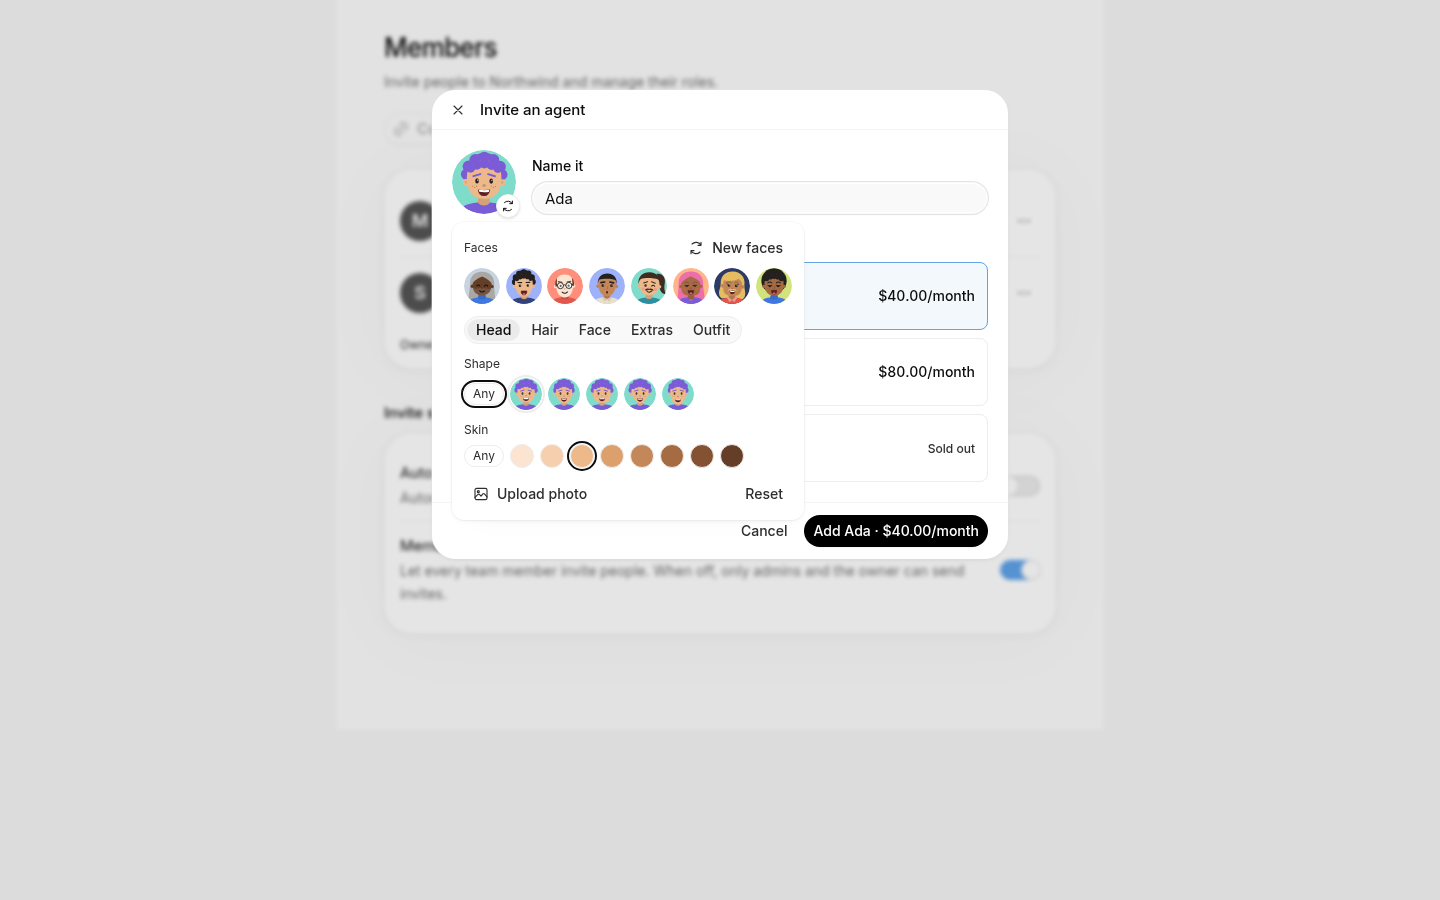 Members
Invite people to Northwind and manage their roles.
Invite an agent
Name it
Ada
Faces
New faces
Head
Hair
Face
Extras
Outfit
Shape
Any
Skin
Any
Upload photo
Reset
$40.00/month
$80.00/month
Sold out
Cancel
Add Ada · $40.00/month
M
S
Let every team member invite people. When off, only admins and the owner can send
invites.